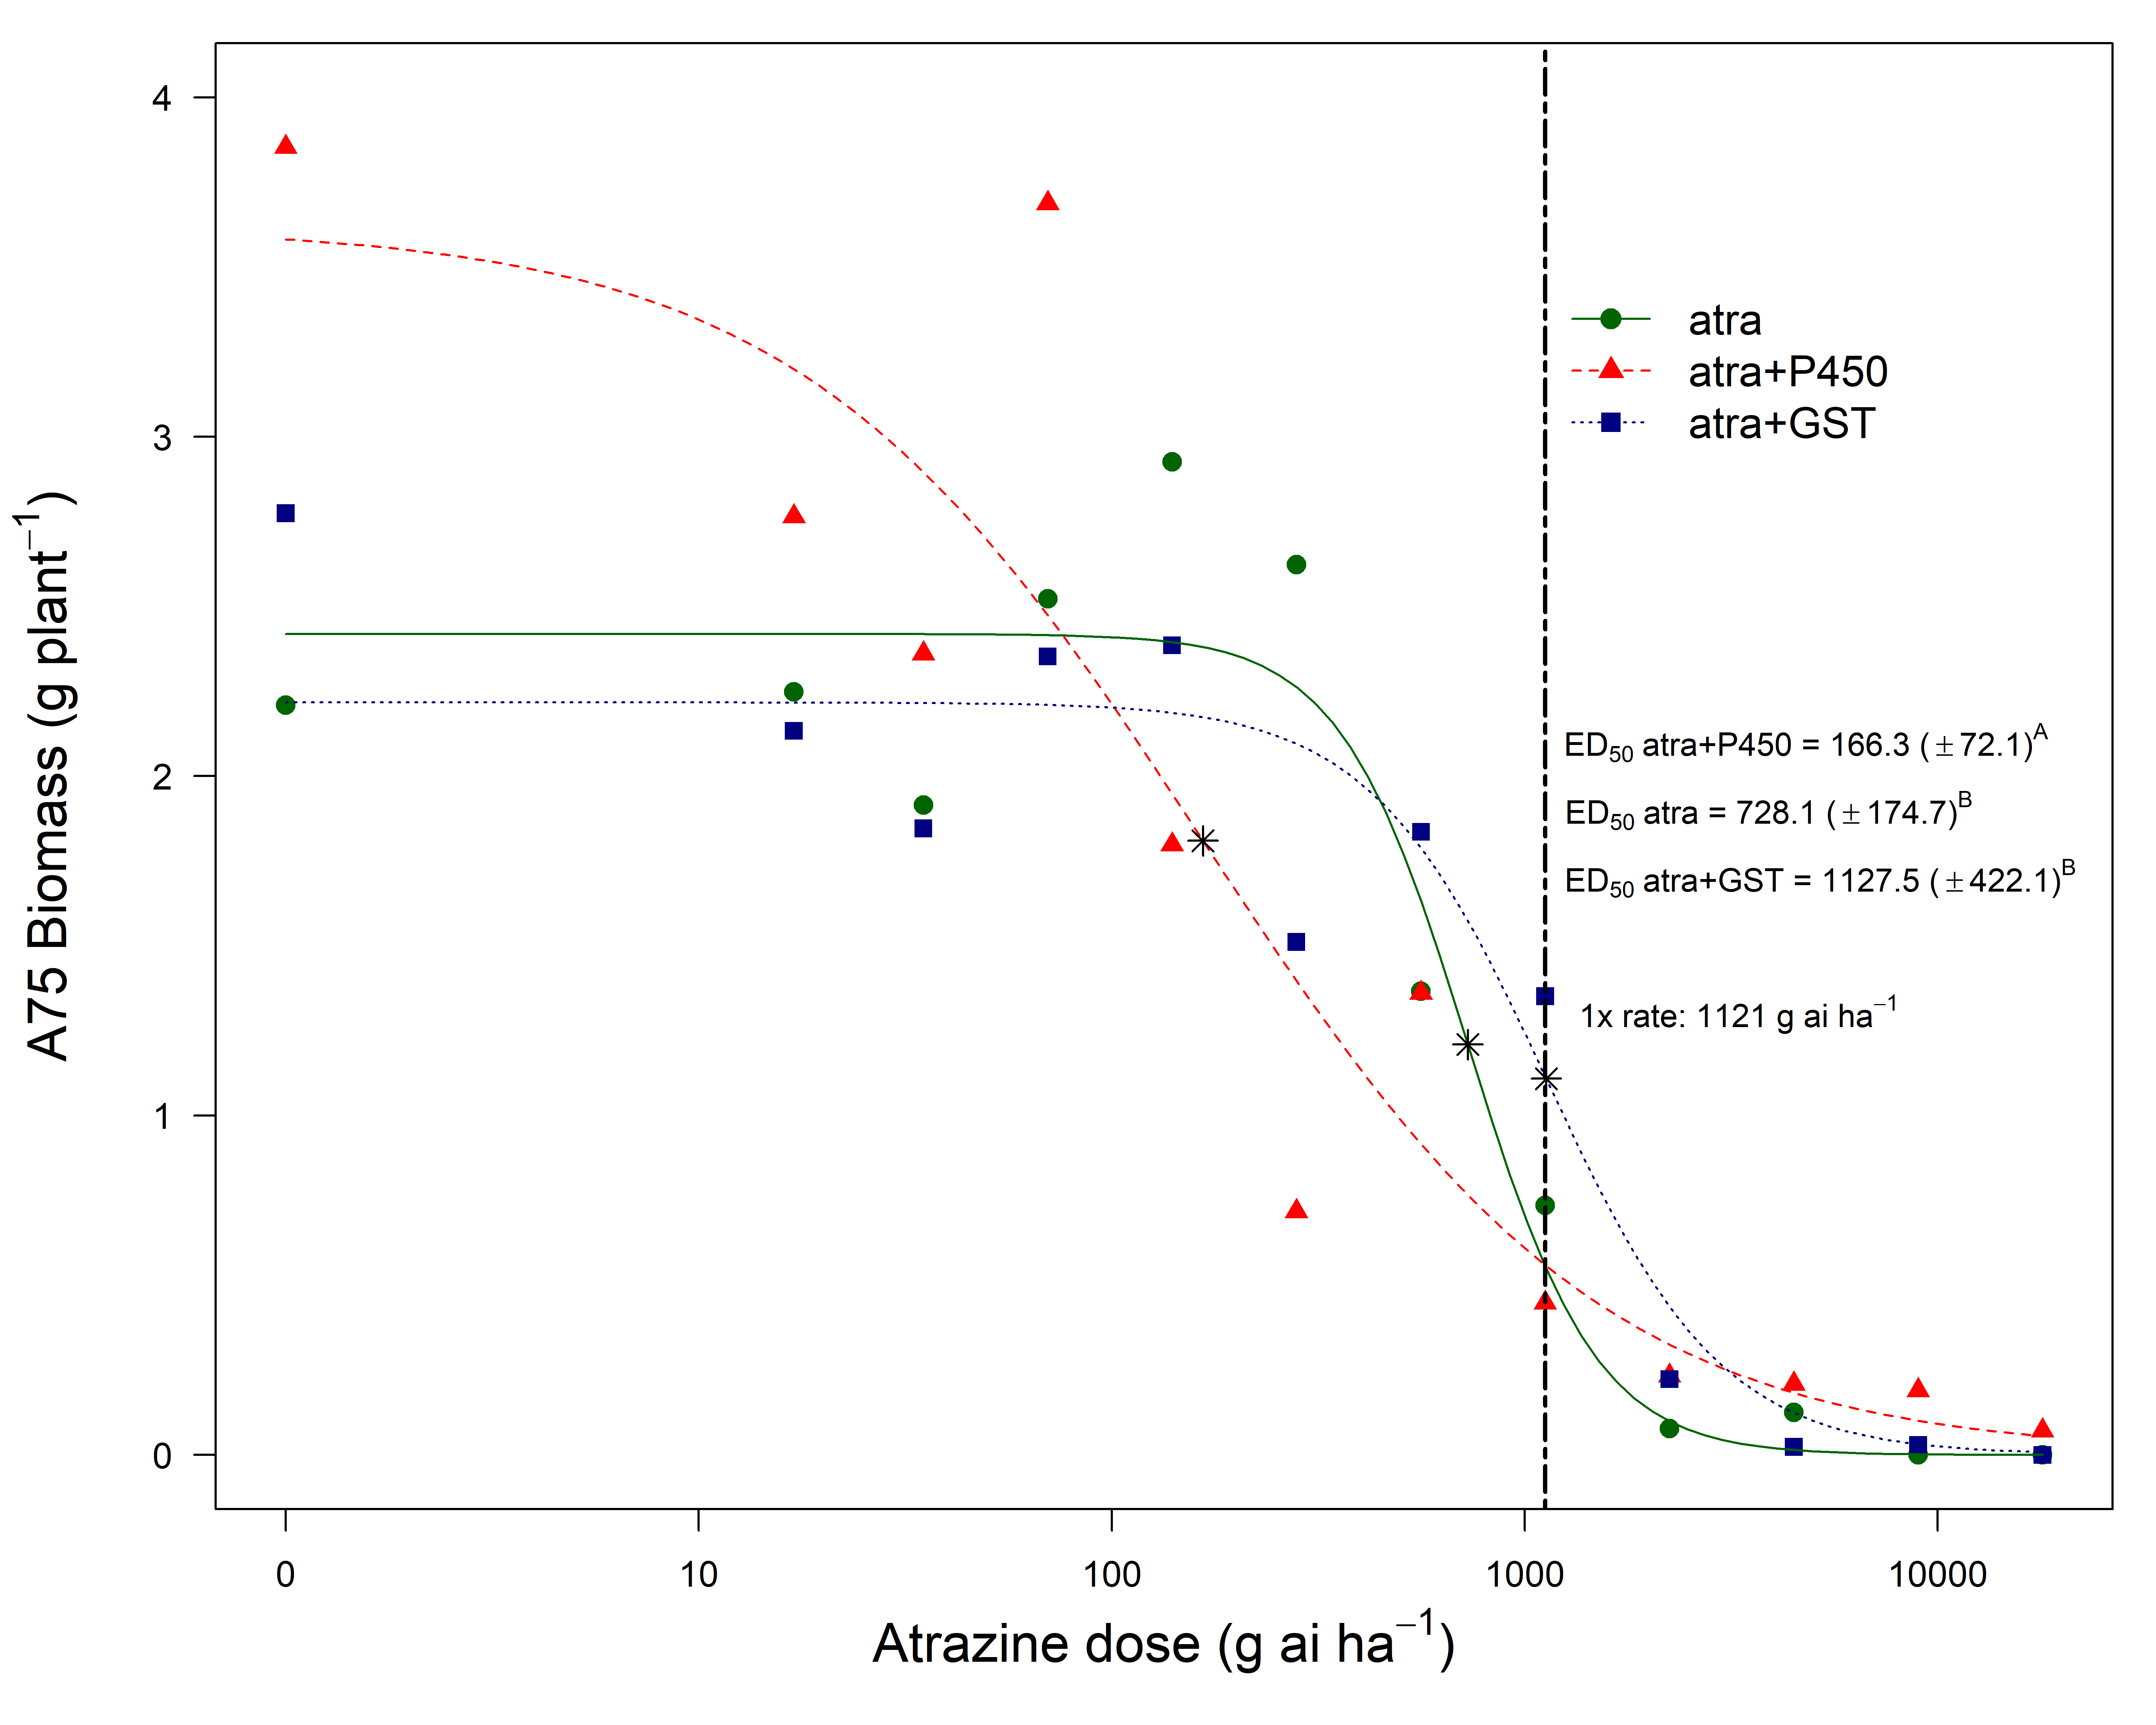 A75 Biomass (g plant⁻¹)
4
3
2
1
0
atra
atra+P450
atra+GST
ED₅₀ atra+P450 = 166.3 (±72.1)ᴬ
ED₅₀ atra = 728.1 (±174.7)ᴮ
ED₅₀ atra+GST = 1127.5 (±422.1)ᴮ
1x rate: 1121 g ai ha⁻¹
0 10 100 1000 10000
Atrazine dose (g ai ha⁻¹)